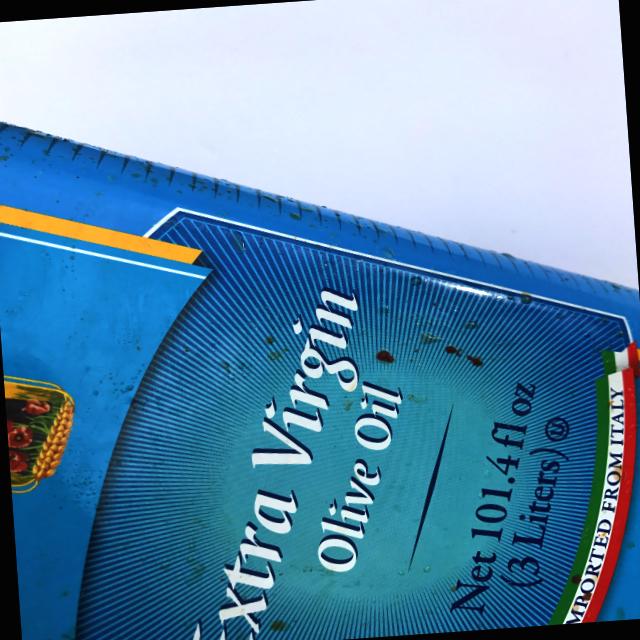 Extra Virgin
Olive Oil
Net 101.4 fl oz
(3 Liters) ⓤ
IMPORTED FROM ITALY